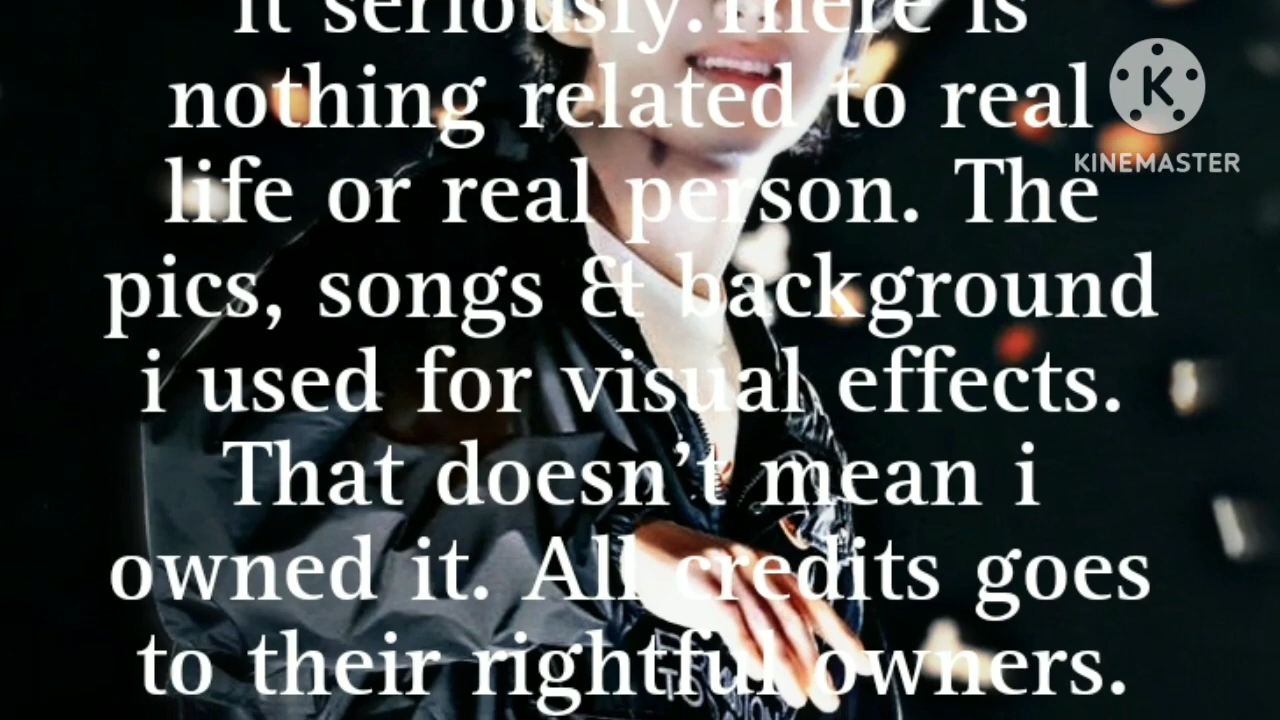 it seriously.There is
nothing related to real
life or real person. The
pics, songs & background
i used for visual effects.
That doesn't mean i
owned it. All credits goes
to their rightful owners.
K
KINEMASTER